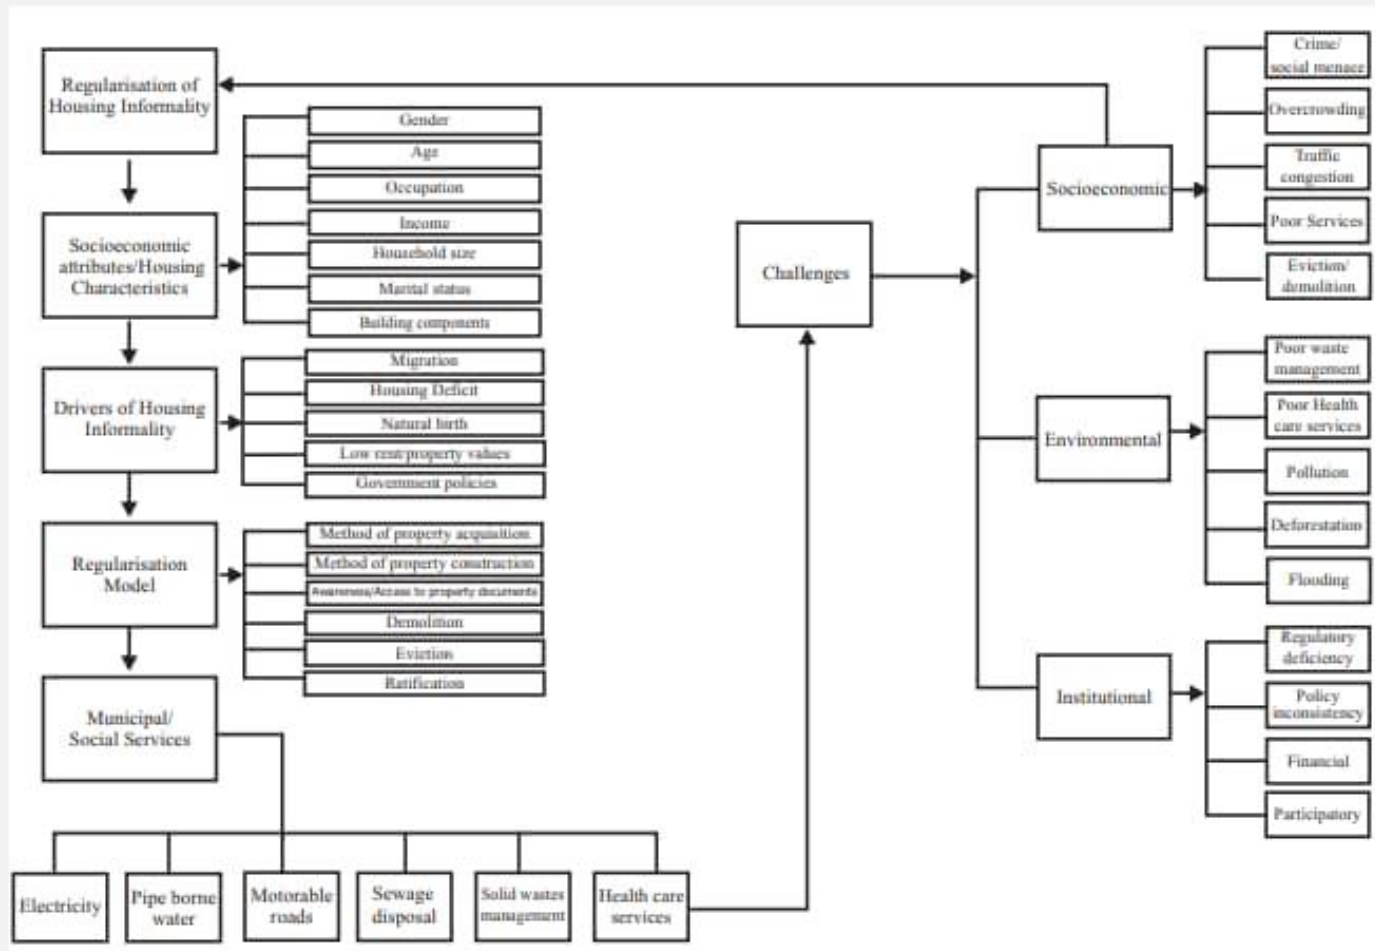 Regularisation of
Housing Informality
Socioeconomic
attributes/Housing
Characteristics
Drivers of Housing
Informality
Regularisation
Model
Municipal/
Social Services
Gender
Age
Occupation
Income
Household size
Marital status
Building components
Migration
Housing Deficit
Natural birth
Low rent/property values
Government policies
Method of property acquisition
Method of property construction
Awareness/Access to property documents
Demolition
Eviction
Ratification
Electricity
Pipe borne
water
Motorable
roads
Sewage
disposal
Solid wastes
management
Health care
services
Challenges
Socioeconomic
Crime/
social menace
Overcrowding
Traffic
congestion
Poor Services
Eviction/
demolition
Environmental
Poor waste
management
Poor Health
care services
Pollution
Deforestation
Flooding
Institutional
Regulatory
deficiency
Policy
inconsistency
Financial
Participatory